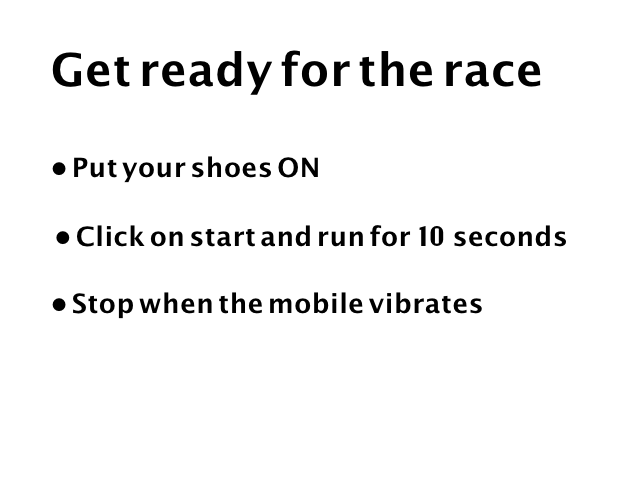 Get ready for the race
• Put your shoes ON
• Click on start and run for 10 seconds
• Stop when the mobile vibrates